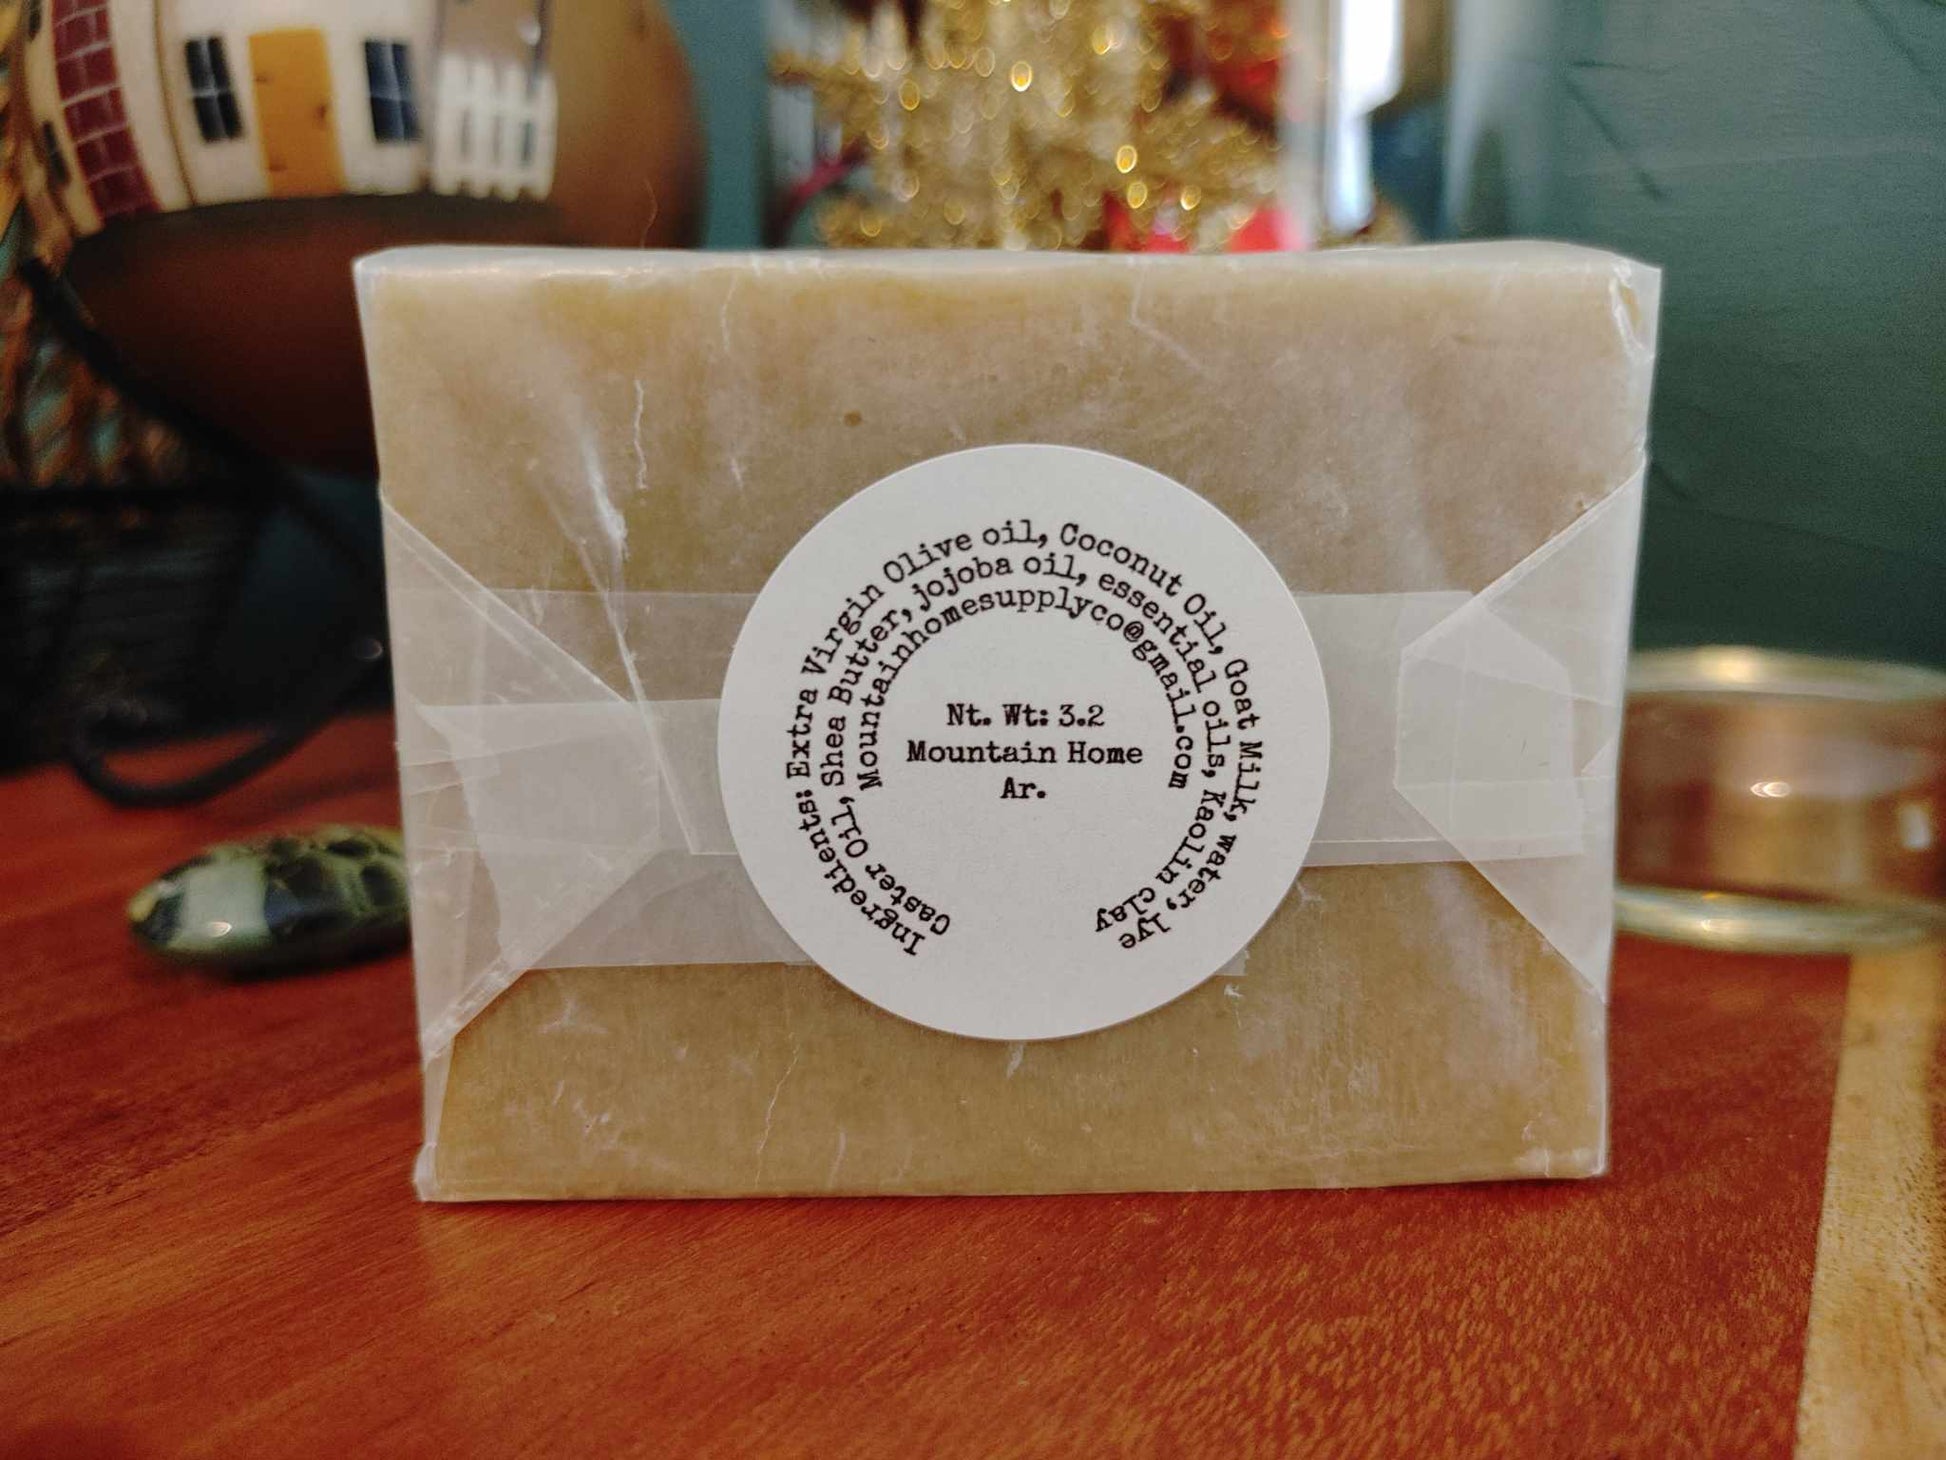 Ingredients: Extra Virgin Olive oil, Coconut Oil, Goat Milk, water, lye
Caster Oil, Shea Butter, jojoba oil, essential oils, Kaolin clay
Mountainhomesupplyco@gmail.com
Nt. Wt: 3.2
Mountain Home
Ar.